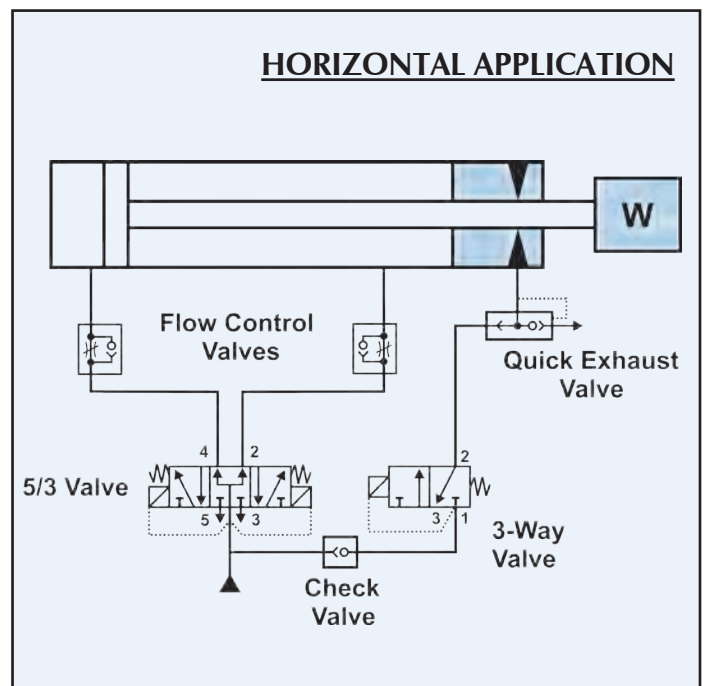 HORIZONTAL APPLICATION
W
Flow Control
Valves
Quick Exhaust
Valve
4 2
2
5/3 Valve
5 3
3 1
3-Way
Valve
Check
Valve